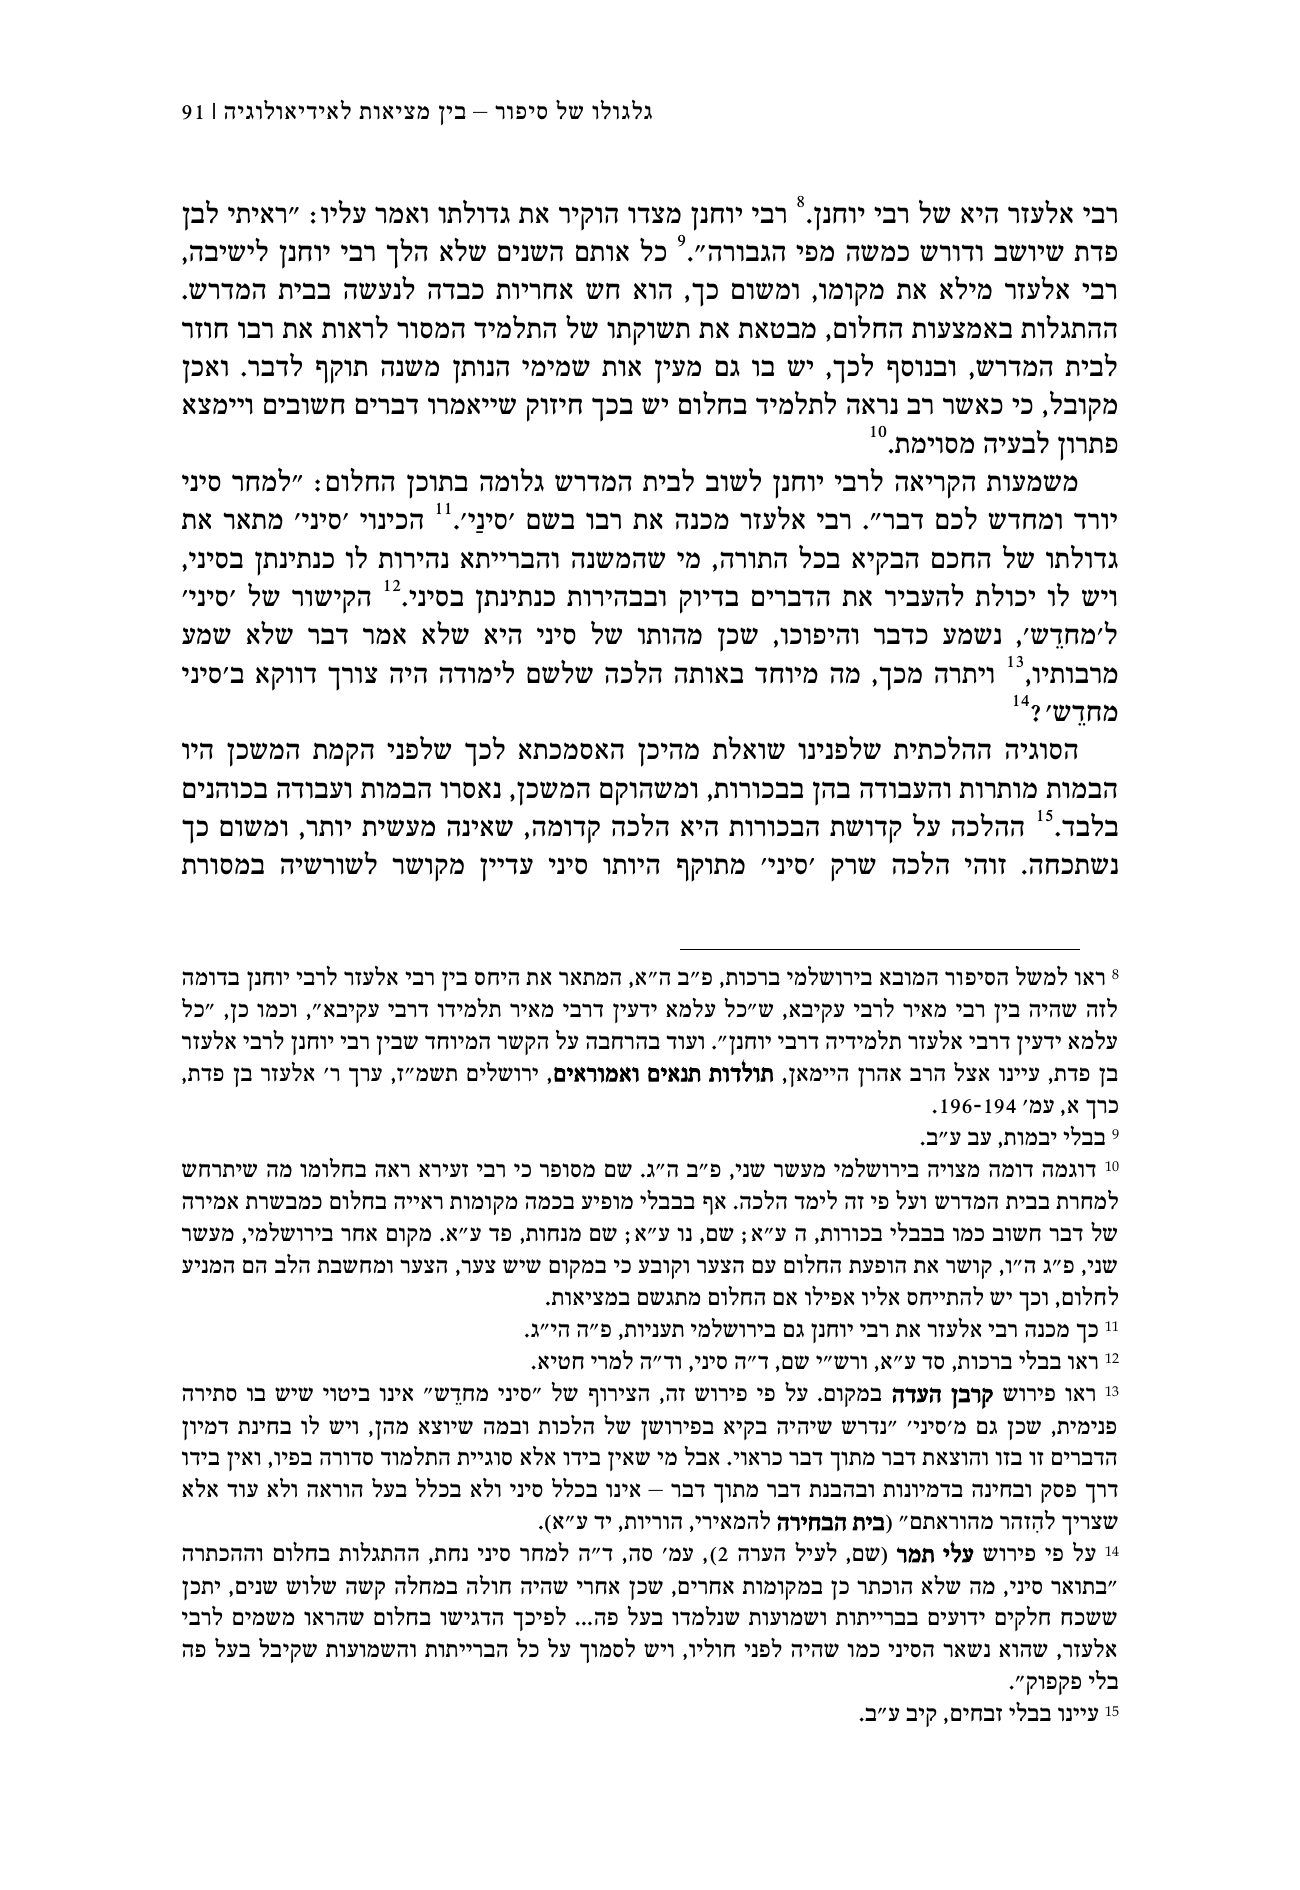 גלגולו של סיפור – בין מציאות לאידיאולוגיה | 91
רבי אלעזר היא של רבי יוחנן.8 רבי יוחנן מצדו הוקיר את גדולתו ואמר עליו: ״ראיתי לבן
פדת שיושב ודורש כמשה מפי הגבורה״.9 כל אותם השנים שלא הלך רבי יוחנן לישיבה,
רבי אלעזר מילא את מקומו, ומשום כך, הוא חש אחריות כבדה לנעשה בבית המדרש.
ההתגלות באמצעות החלום, מבטאת את תשוקתו של התלמיד המסור לראות את רבו חוזר
לבית המדרש, ובנוסף לכך, יש בו גם מעין אות שמימי הנותן משנה תוקף לדבר. ואכן
מקובל, כי כאשר רב נראה לתלמיד בחלום יש בכך חיזוק שייאמרו דברים חשובים ויימצא
פתרון לבעיה מסוימת.10
משמעות הקריאה לרבי יוחנן לשוב לבית המדרש גלומה בתוכן החלום: ״למחר סיני
יורד ומחדש לכם דבר״. רבי אלעזר מכנה את רבו בשם ׳סינַי׳.11 הכינוי ׳סיני׳ מתאר את
גדולתו של החכם הבקיא בכל התורה, מי שהמשנה והברייתא נהירות לו כנתינתן בסיני,
ויש לו יכולת להעביר את הדברים בדיוק ובבהירות כנתינתן בסיני.12 הקישור של ׳סיני׳
ל׳מחדֵש׳, נשמע כדבר והיפוכו, שכן מהותו של סיני היא שלא אמר דבר שלא שמע
מרבותיו,13 ויתרה מכך, מה מיוחד באותה הלכה שלשם לימודה היה צורך דווקא ב׳סיני
מחדֵש׳?14
הסוגיה ההלכתית שלפנינו שואלת מהיכן האסמכתא לכך שלפני הקמת המשכן היו
הבמות מותרות והעבודה בהן בבכורות, ומשהוקם המשכן, נאסרו הבמות ועבודה בכוהנים
בלבד.15 ההלכה על קדושת הבכורות היא הלכה קדומה, שאינה מעשית יותר, ומשום כך
נשתכחה. זוהי הלכה שרק ׳סיני׳ מתוקף היותו סיני עדיין מקושר לשורשיה במסורת
8 ראו למשל הסיפור המובא בירושלמי ברכות, פ״ב ה״א, המתאר את היחס בין רבי אלעזר לרבי יוחנן בדומה
לזה שהיה בין רבי מאיר לרבי עקיבא, ש״כל עלמא ידעין דרבי מאיר תלמידו דרבי עקיבא״, וכמו כן, ״כל
עלמא ידעין דרבי אלעזר תלמידיה דרבי יוחנן״. ועוד בהרחבה על הקשר המיוחד שבין רבי יוחנן לרבי אלעזר
בן פדת, עיינו אצל הרב אהרן היימאן, תולדות תנאים ואמוראים, ירושלים תשמ״ז, ערך ר׳ אלעזר בן פדת,
כרך א, עמ׳ 196-194.
9 בבלי יבמות, עב ע״ב.
10 דוגמה דומה מצויה בירושלמי מעשר שני, פ״ב ה״ג. שם מסופר כי רבי זעירא ראה בחלומו מה שיתרחש
למחרת בבית המדרש ועל פי זה לימד הלכה. אף בבבלי מופיע בכמה מקומות ראייה בחלום כמבשרת אמירה
של דבר חשוב כמו בבבלי בכורות, ה ע״א; שם, נו ע״א; שם מנחות, פד ע״א. מקום אחר בירושלמי, מעשר
שני, פ״ג ה״ו, קושר את הופעת החלום עם הצער וקובע כי במקום שיש צער, הצער ומחשבת הלב הם המניע
לחלום, וכך יש להתייחס אליו אפילו אם החלום מתגשם במציאות.
11 כך מכנה רבי אלעזר את רבי יוחנן גם בירושלמי תעניות, פ״ה הי״ג.
12 ראו בבלי ברכות, סד ע״א, ורש״י שם, ד״ה סיני, וד״ה למרי חטיא.
13 ראו פירוש קרבן העדה במקום. על פי פירוש זה, הצירוף של ״סיני מחדֵש״ אינו ביטוי שיש בו סתירה
פנימית, שכן גם מ׳סיני׳ ״נדרש שיהיה בקיא בפירושן של הלכות ובמה שיוצא מהן, ויש לו בחינת דמיון
הדברים זו בזו והוצאת דבר מתוך דבר כראוי. אבל מי שאין בידו אלא סוגיית התלמוד סדורה בפיו, ואין בידו
דרך פסק ובחינה בדמיונות ובהבנת דבר מתוך דבר – אינו בכלל סיני ולא בכלל בעל הוראה ולא עוד אלא
שצריך להִזהר מהוראתם״ (בית הבחירה להמאירי, הוריות, יד ע״א).
14 על פי פירוש עלי תמר (שם, לעיל הערה 2), עמ׳ סה, ד״ה למחר סיני נחת, ההתגלות בחלום וההכתרה
״בתואר סיני, מה שלא הוכתר כן במקומות אחרים, שכן אחרי שהיה חולה במחלה קשה שלוש שנים, יתכן
ששכח חלקים ידועים בברייתות ושמועות שנלמדו בעל פה... לפיכך הדגישו בחלום שהראו משמים לרבי
אלעזר, שהוא נשאר הסיני כמו שהיה לפני חוליו, ויש לסמוך על כל הברייתות והשמועות שקיבל בעל פה
בלי פקפוק״.
15 עיינו בבלי זבחים, קיב ע״ב.